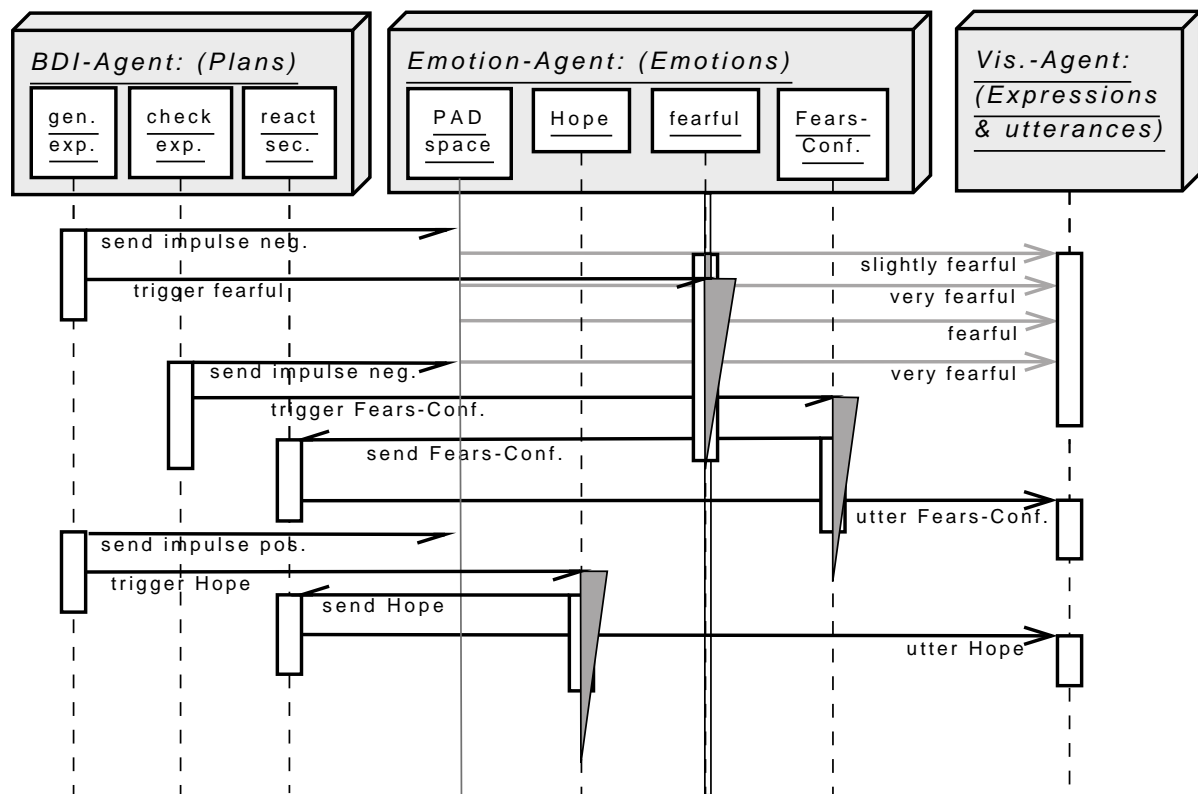 BDI-Agent: (Plans)
gen.
exp.
check
exp.
react
sec.
Emotion-Agent: (Emotions)
PAD
space
Hope
fearful
Fears-
Conf.
Vis.-Agent:
(Expressions
& utterances)
send impulse neg.
slightly fearful
trigger fearful
very fearful
fearful
send impulse neg.
very fearful
trigger Fears-Conf.
send Fears-Conf.
utter Fears-Conf.
send impulse pos.
trigger Hope
send Hope
utter Hope